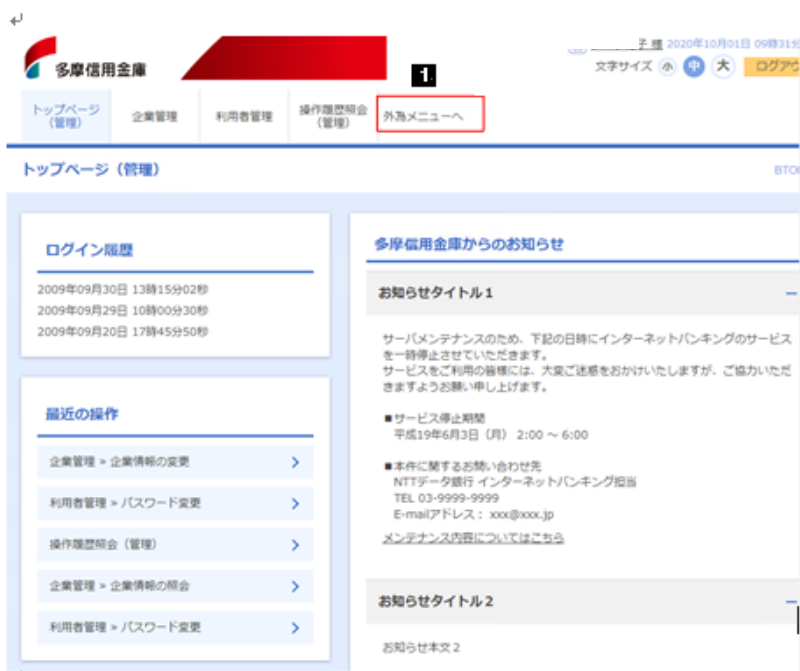 多摩信用金庫
子 様 2020年10月01日 09時31分
文字サイズ 小 中 大 ログアウ
1.
トップページ
(管理)
企業管理
利用者管理
操作履歴照会
(管理)
外為メニューへ
トップページ(管理)
ログイン履歴
2009年09月30日 13時15分02秒
2009年09月29日 10時00分30秒
2009年09月20日 17時45分50秒
最近の操作
企業管理 » 企業情報の変更
利用者管理 » パスワード変更
操作履歴照会(管理)
企業管理 » 企業情報の照会
利用者管理 » パスワード変更
多摩信用金庫からのお知らせ
お知らせタイトル1
サーバメンテナンスのため、下記の日時にインターネットバンキングのサービス
を一時停止させていただきます。
サービスをご利用の皆様には、大変ご迷惑をおかけいたしますが、ご協力いただ
きますようお願い申し上げます。
■サービス停止期間
平成19年6月3日(月) 2:00 ～ 6:00
■本件に関するお問い合わせ先
NTTデータ銀行 インターネットバンキング担当
TEL 03-9999-9999
E-mailアドレス: xxx@xxx.jp
メンテナンス内容についてはこちら
お知らせタイトル2
お知らせ本文2